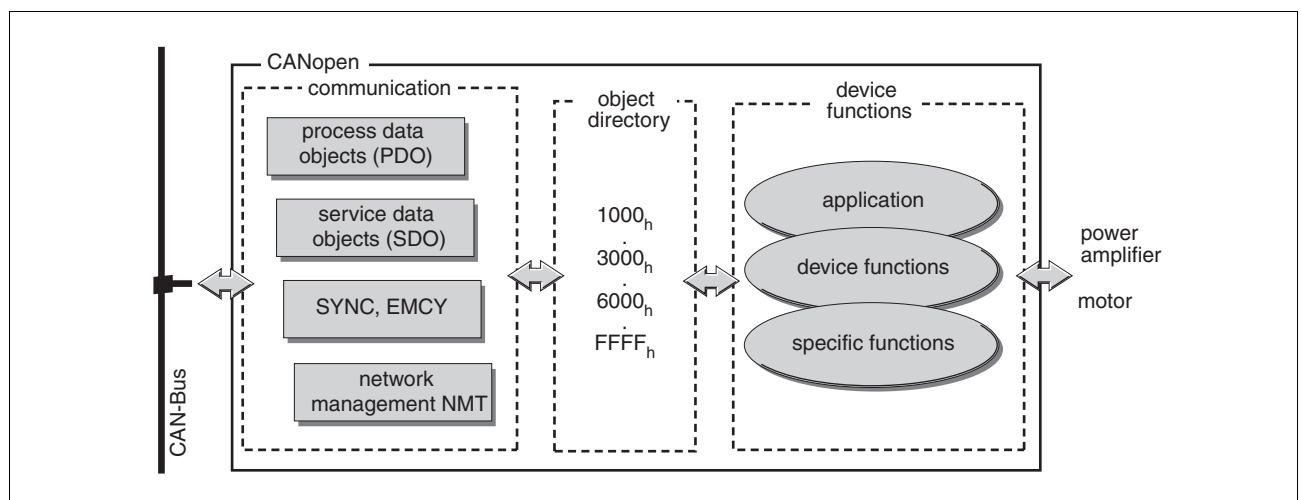 CANopen
communication
process data
objects (PDO)
service data
objects (SDO)
SYNC, EMCY
network
management NMT
CAN-Bus
object
directory
1000h
.
3000h
.
6000h
.
FFFFh
device
functions
application
device functions
specific functions
power
amplifier
motor